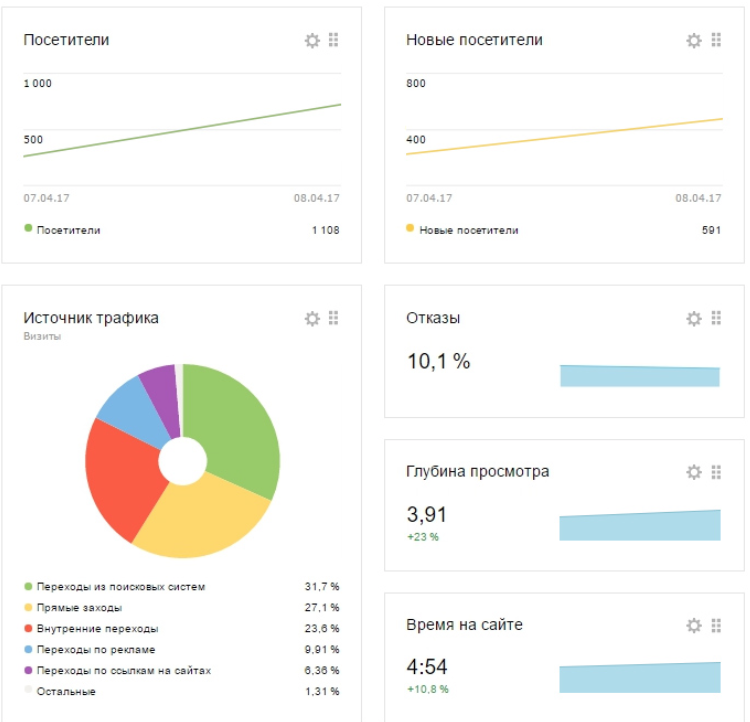 Посетители
1 000
500
07.04.17 08.04.17
Посетители 1 108
Новые посетители
800
400
07.04.17 08.04.17
Новые посетители 591
Источник трафика
Визиты
Переходы из поисковых систем 31,7 %
Прямые заходы 27,1 %
Внутренние переходы 23,6 %
Переходы по рекламе 9,91 %
Переходы по ссылкам на сайтах 6,36 %
Остальные 1,31 %
Отказы
10,1 %
Глубина просмотра
3,91
+23 %
Время на сайте
4:54
+10,8 %